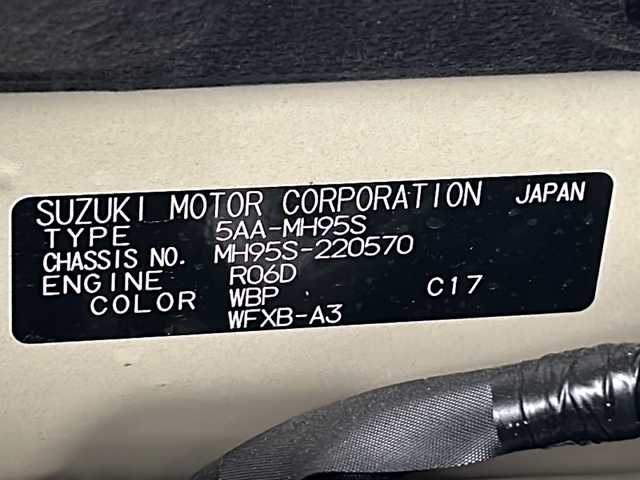 SUZUKI MOTOR CORPORATION JAPAN
TYPE 5AA-MH95S
CHASSIS NO. MH95S-220570
ENGINE R06D
COLOR WBP C17
WFXB-A3